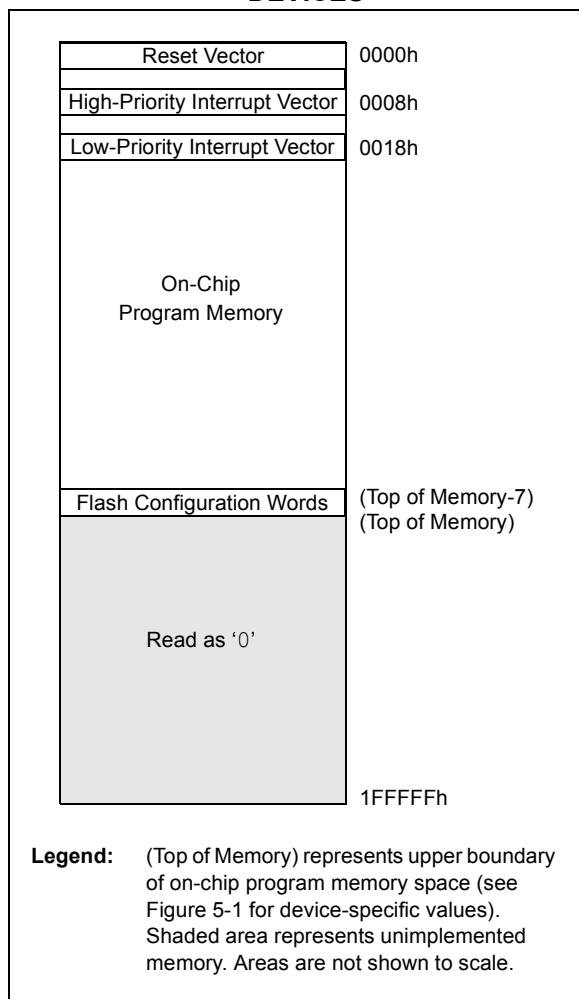 Reset Vector 0000h
High-Priority Interrupt Vector 0008h
Low-Priority Interrupt Vector 0018h
On-Chip
Program Memory
Flash Configuration Words (Top of Memory-7)
(Top of Memory)
Read as ‘0’
1FFFFFh
Legend: (Top of Memory) represents upper boundary
of on-chip program memory space (see
Figure 5-1 for device-specific values).
Shaded area represents unimplemented
memory. Areas are not shown to scale.